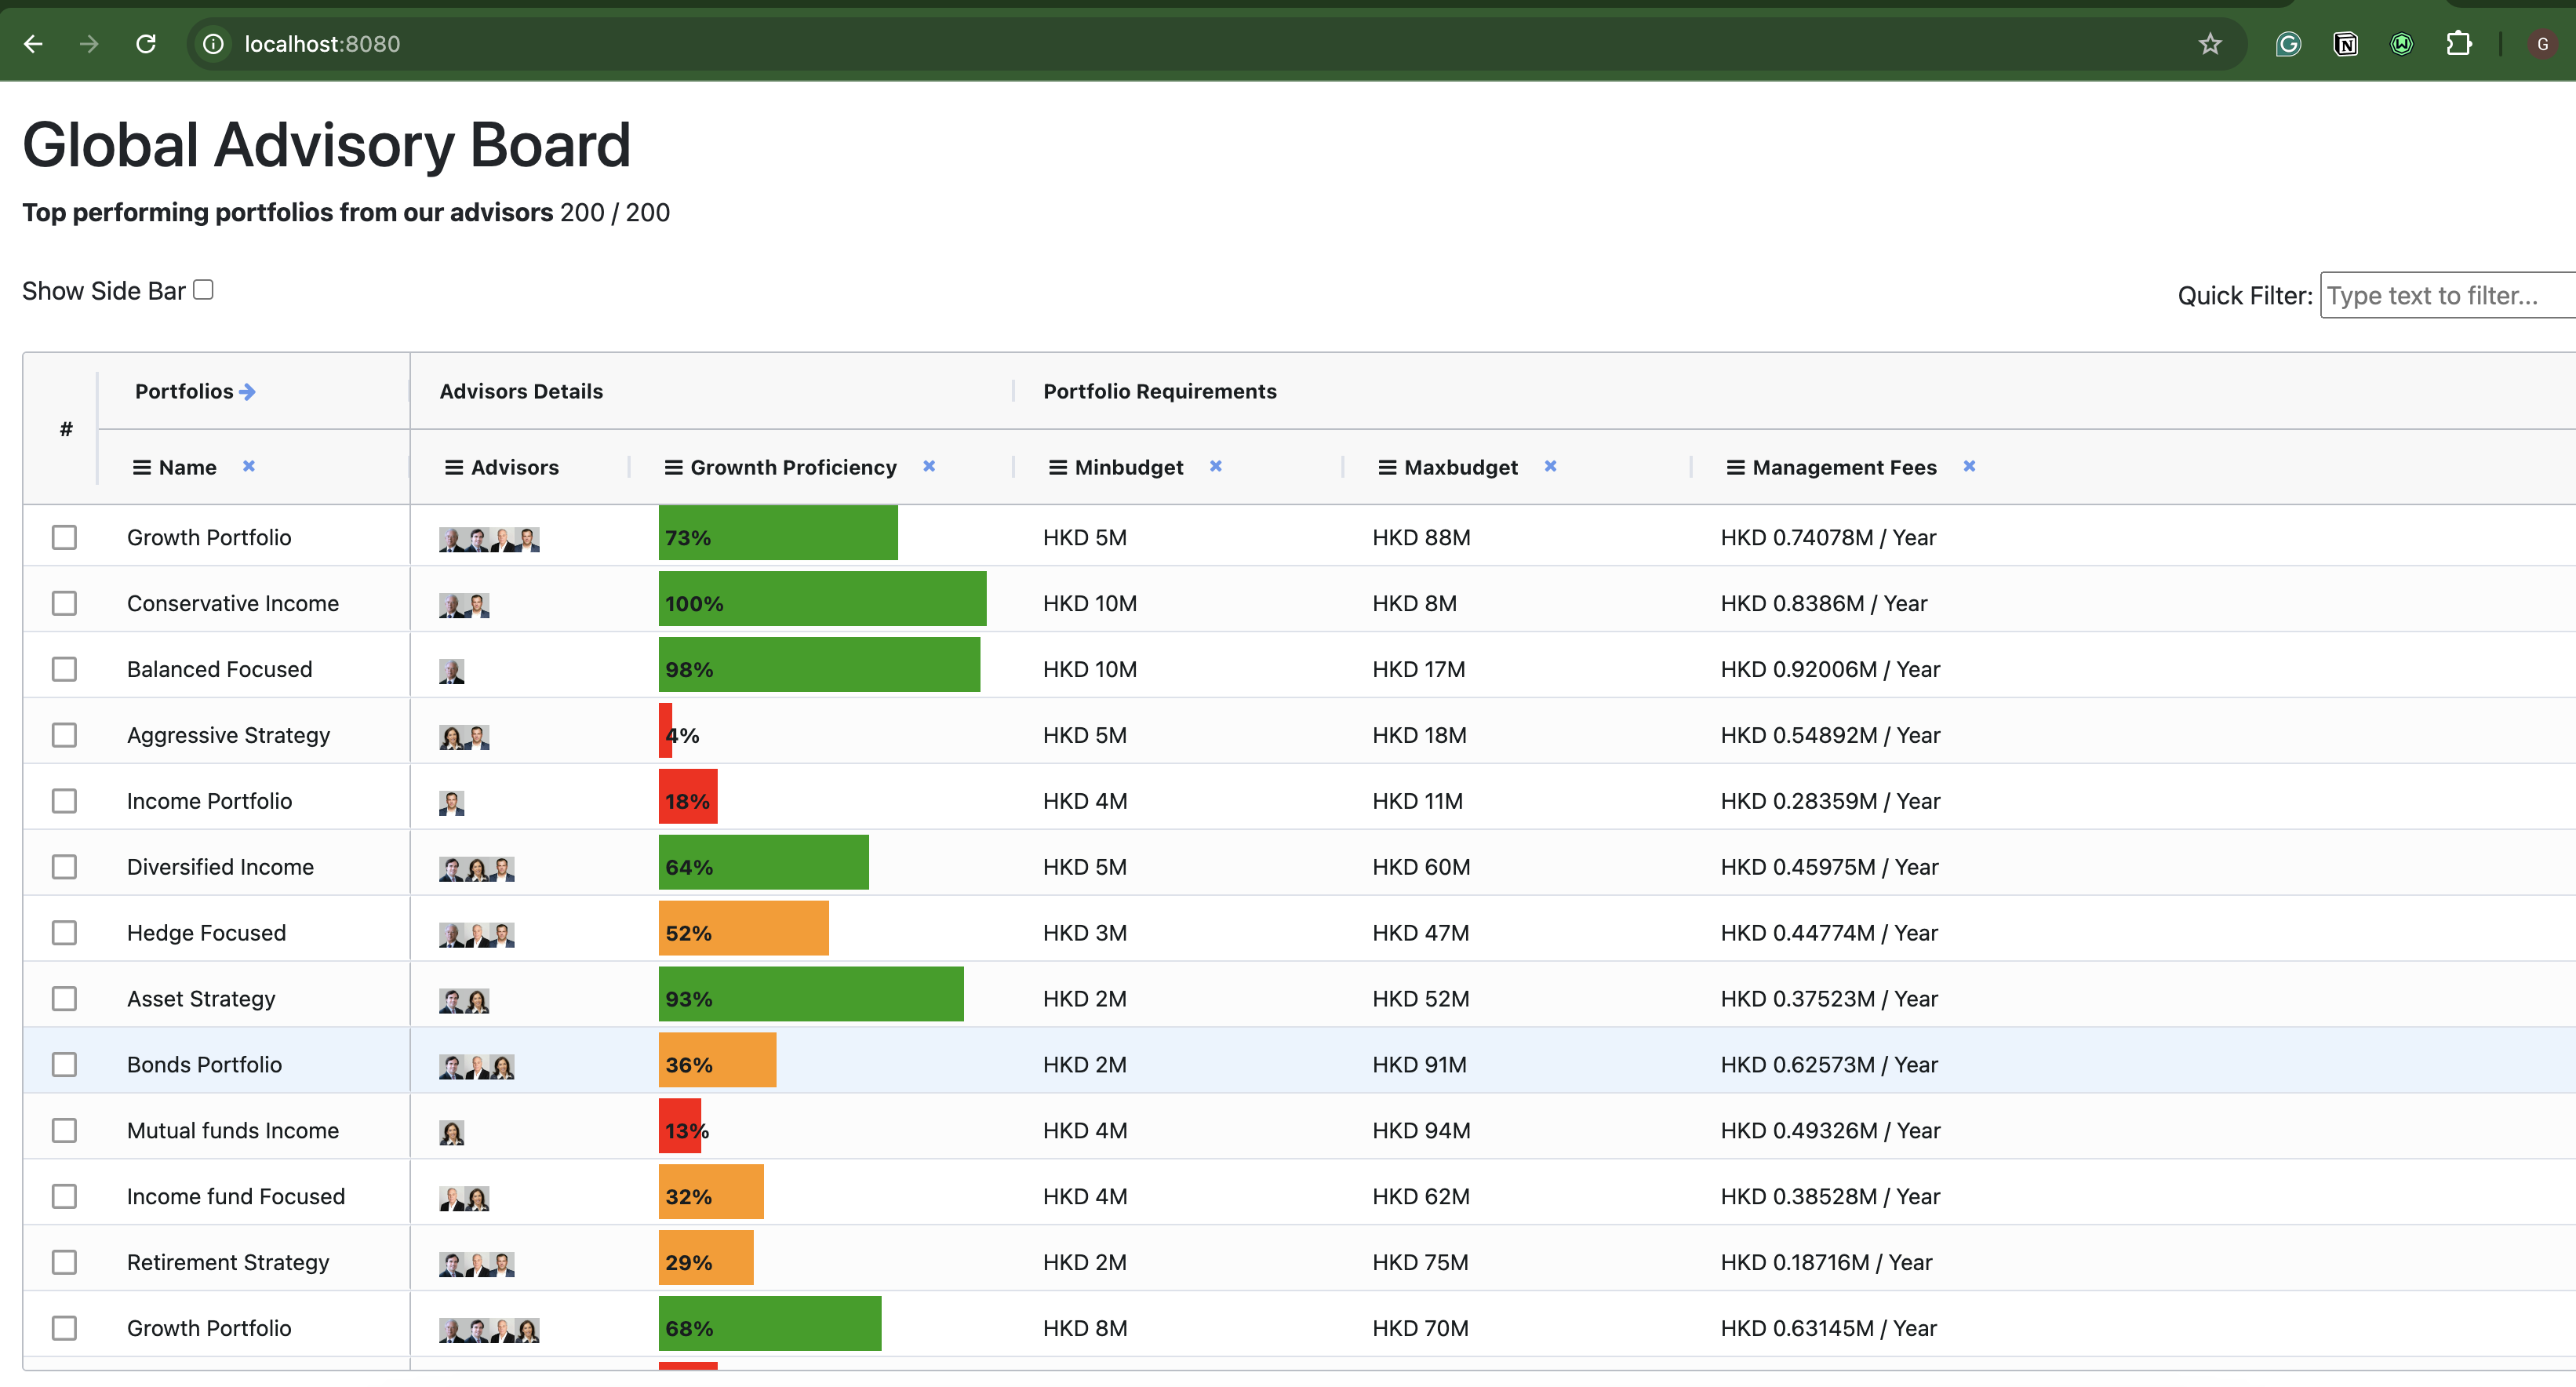 localhost:8080
G
Global Advisory Board
Top performing portfolios from our advisors 200 / 200
Show Side Bar
Quick Filter: Type text to filter...
# Portfolios Advisors Details Portfolio Requirements
Name Advisors Grownth Proficiency Minbudget Maxbudget Management Fees
Growth Portfolio 73% HKD 5M HKD 88M HKD 0.74078M / Year
Conservative Income 100% HKD 10M HKD 8M HKD 0.8386M / Year
Balanced Focused 98% HKD 10M HKD 17M HKD 0.92006M / Year
Aggressive Strategy 4% HKD 5M HKD 18M HKD 0.54892M / Year
Income Portfolio 18% HKD 4M HKD 11M HKD 0.28359M / Year
Diversified Income 64% HKD 5M HKD 60M HKD 0.45975M / Year
Hedge Focused 52% HKD 3M HKD 47M HKD 0.44774M / Year
Asset Strategy 93% HKD 2M HKD 52M HKD 0.37523M / Year
Bonds Portfolio 36% HKD 2M HKD 91M HKD 0.62573M / Year
Mutual funds Income 13% HKD 4M HKD 94M HKD 0.49326M / Year
Income fund Focused 32% HKD 4M HKD 62M HKD 0.38528M / Year
Retirement Strategy 29% HKD 2M HKD 75M HKD 0.18716M / Year
Growth Portfolio 68% HKD 8M HKD 70M HKD 0.63145M / Year